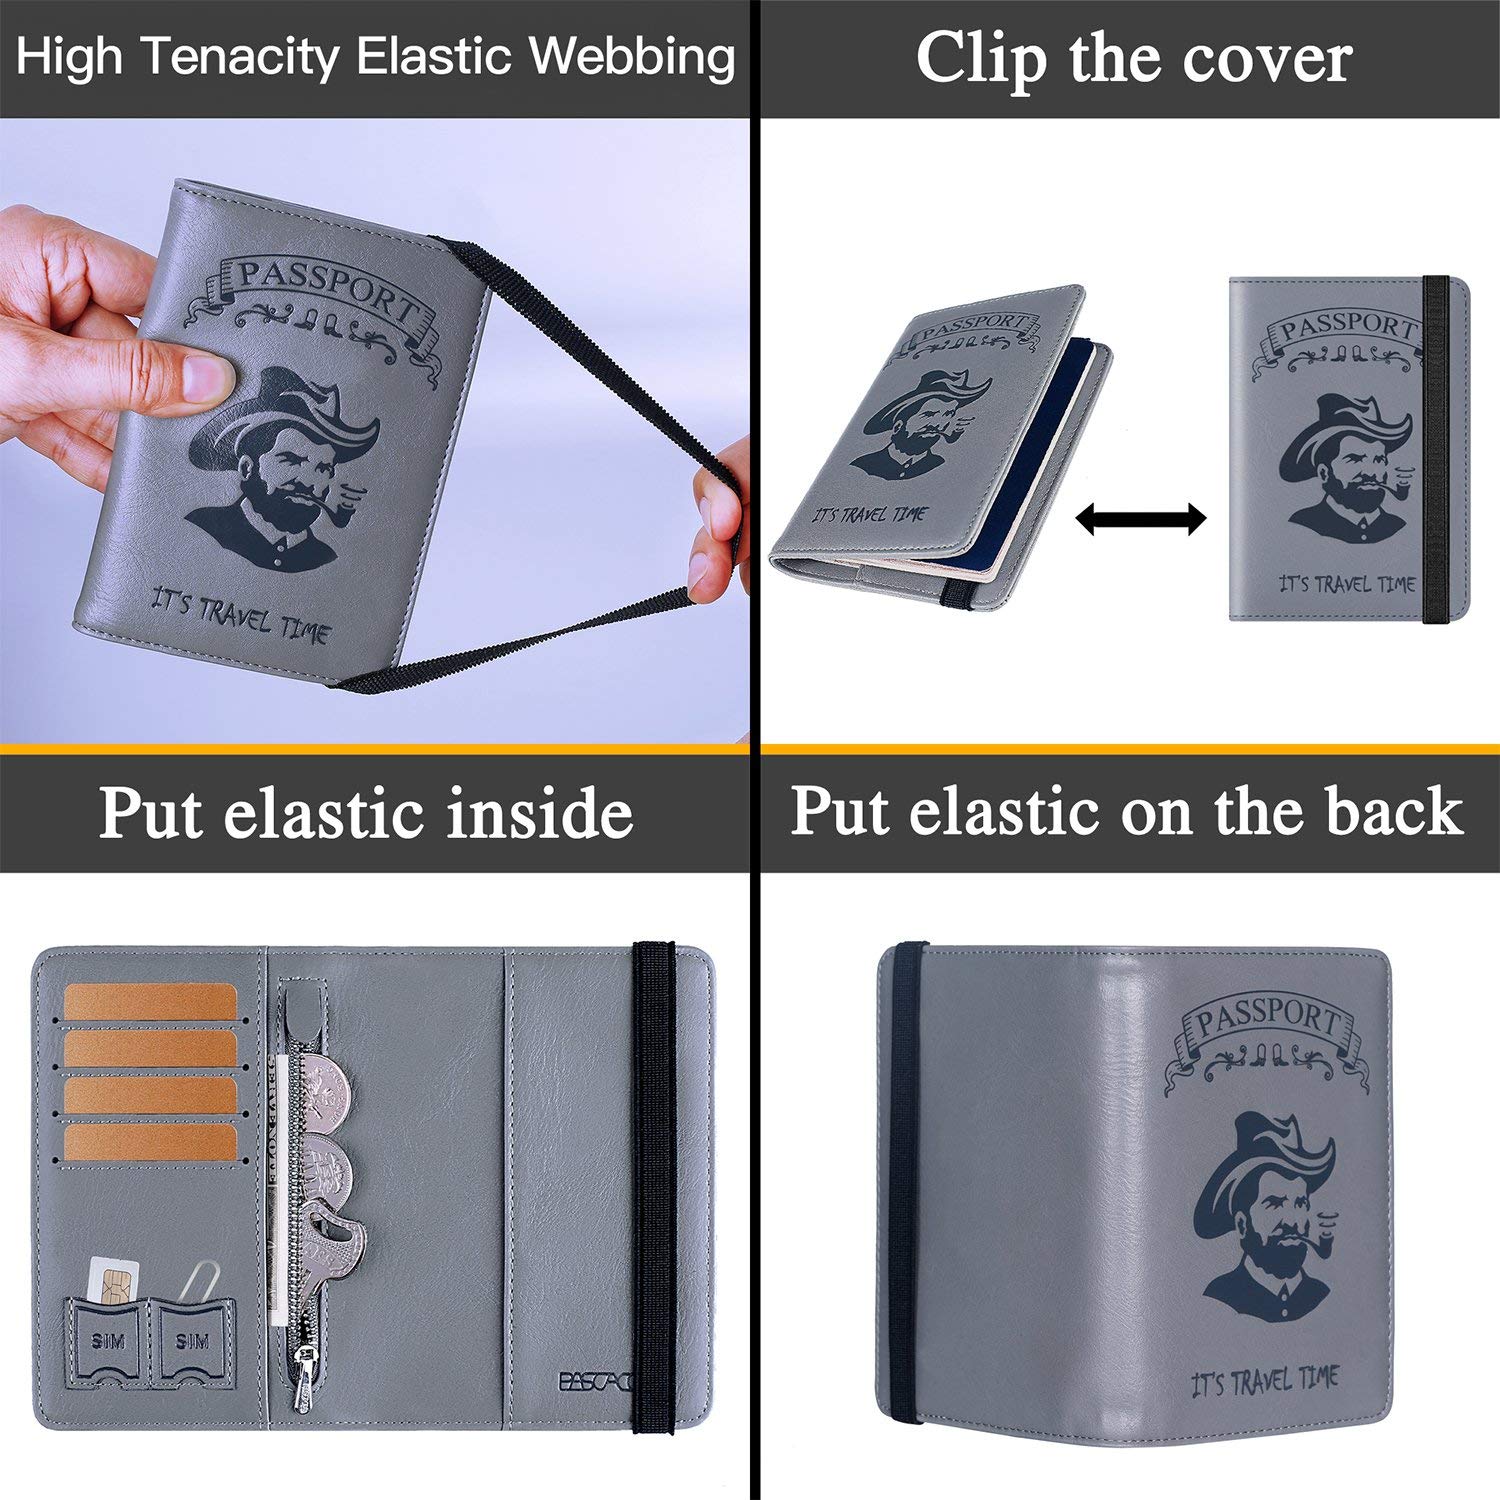 High Tenacity Elastic Webbing
PASSPORT
IT'S TRAVEL TIME
Clip the cover
PASSPORT
IT'S TRAVEL TIME
PASSPORT
IT'S TRAVEL TIME
Put elastic inside
SIM
SIM
Put elastic on the back
PASSPORT
IT'S TRAVEL TIME